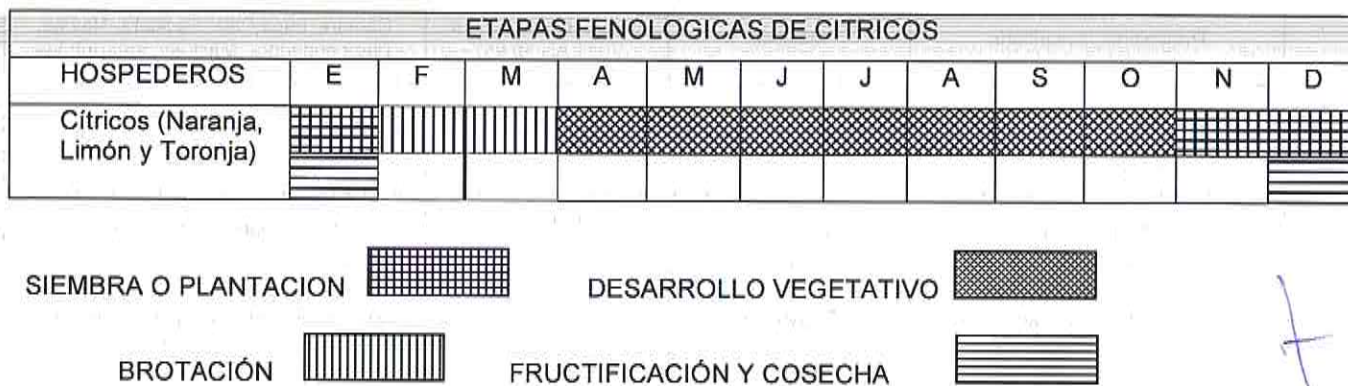 ETAPAS FENOLOGICAS DE CITRICOS
HOSPEDEROS E F M A M J J A S O N D
Cítricos (Naranja,
Limón y Toronja)
SIEMBRA O PLANTACION DESARROLLO VEGETATIVO
BROTACIÓN FRUCTIFICACIÓN Y COSECHA